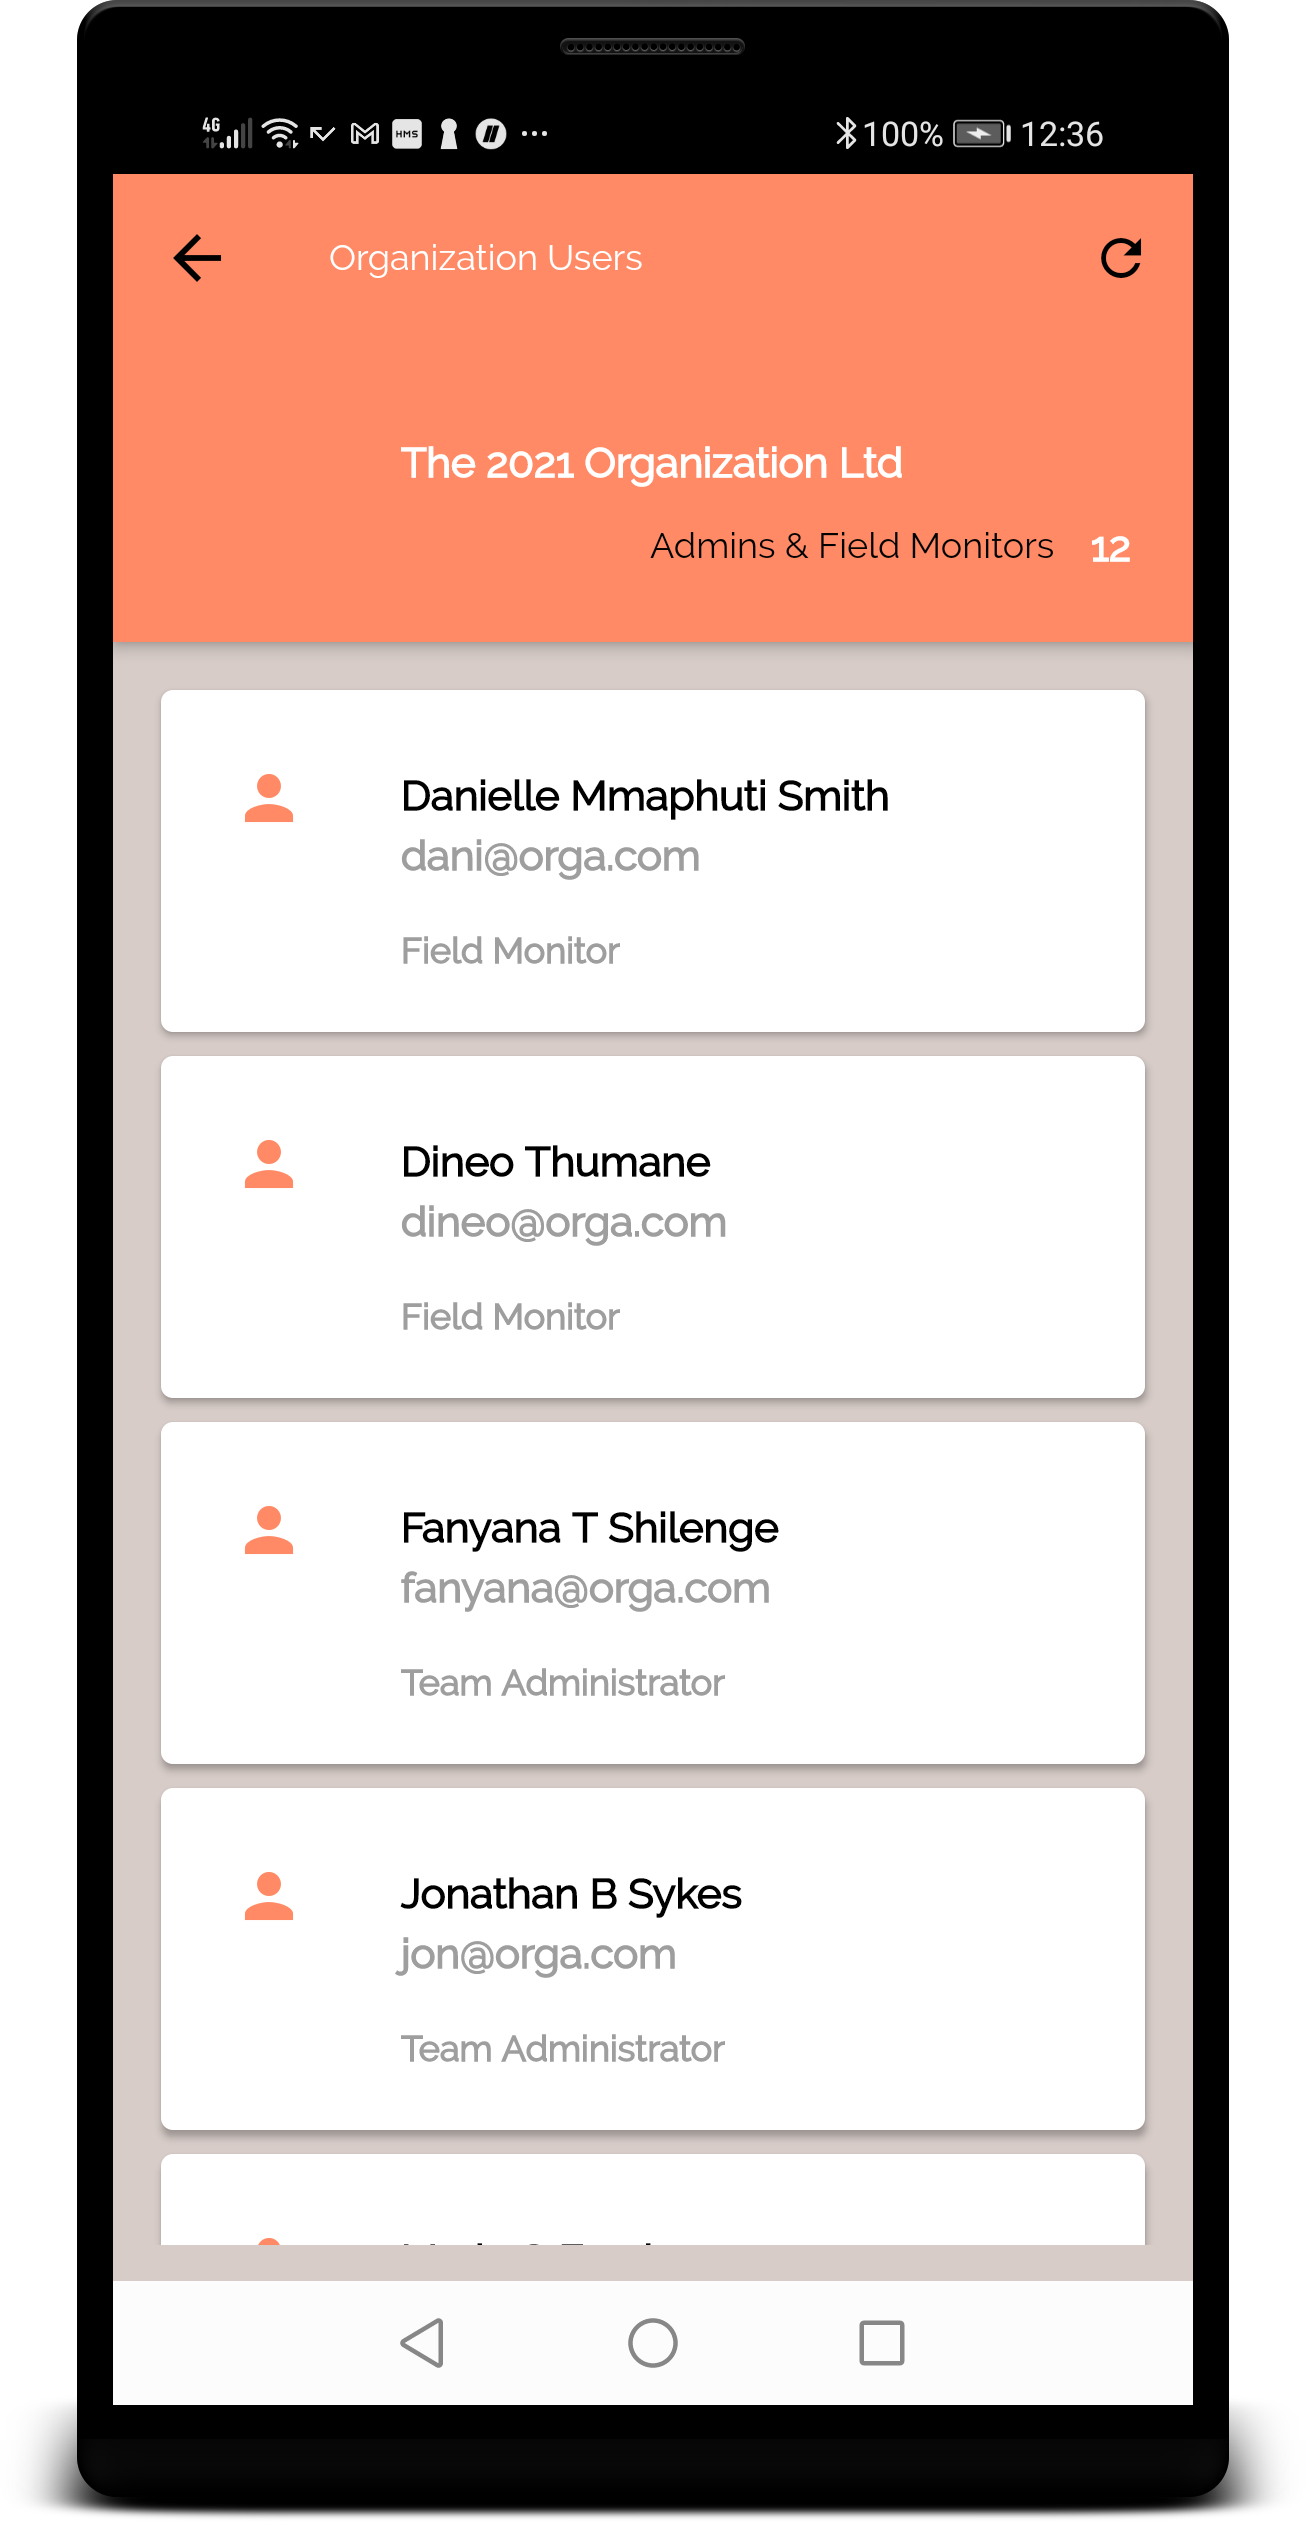 4G HMS 100% 12:36
Organization Users
The 2021 Organization Ltd
Admins & Field Monitors 12
Danielle Mmaphuti Smith
dani@orga.com
Field Monitor
Dineo Thumane
dineo@orga.com
Field Monitor
Fanyana T Shilenge
fanyana@orga.com
Team Administrator
Jonathan B Sykes
jon@orga.com
Team Administrator